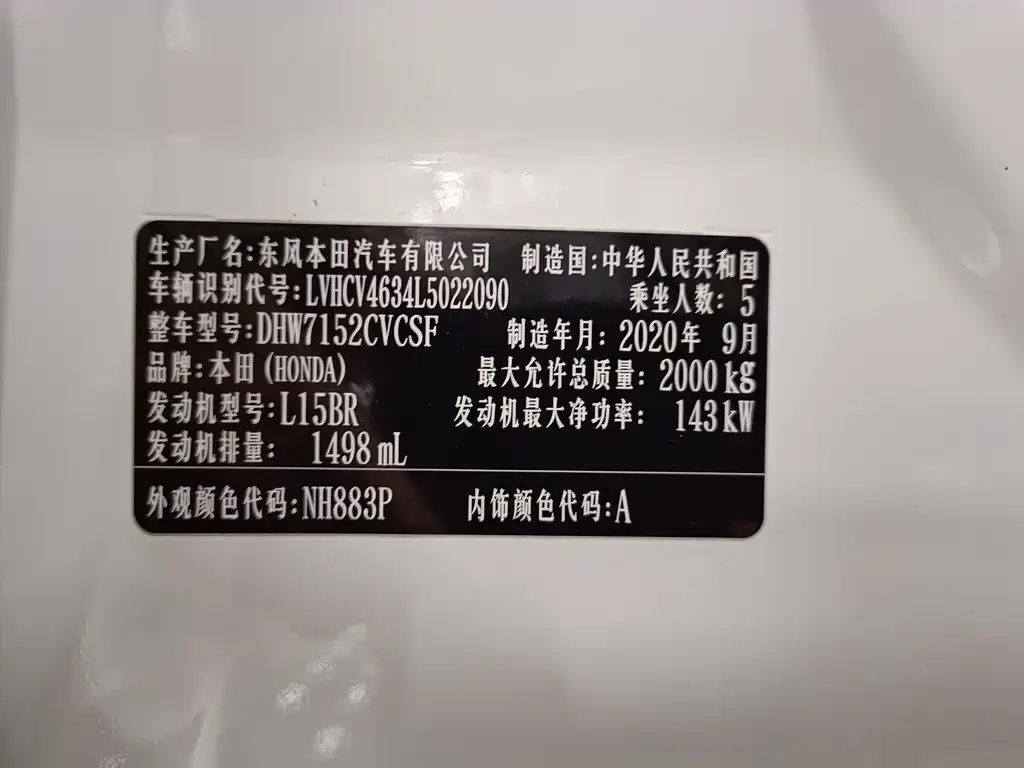 生产厂名:东风本田汽车有限公司 制造国:中华人民共和国
车辆识别代号:LVHCV4634L5022090 乘坐人数: 5
整车型号:DHW7152CVCSF 制造年月: 2020年 9月
品牌:本田(HONDA) 最大允许总质量: 2000kg
发动机型号:L15BR 发动机最大净功率: 143kW
发动机排量: 1498mL
外观颜色代码:NH883P 内饰颜色代码:A